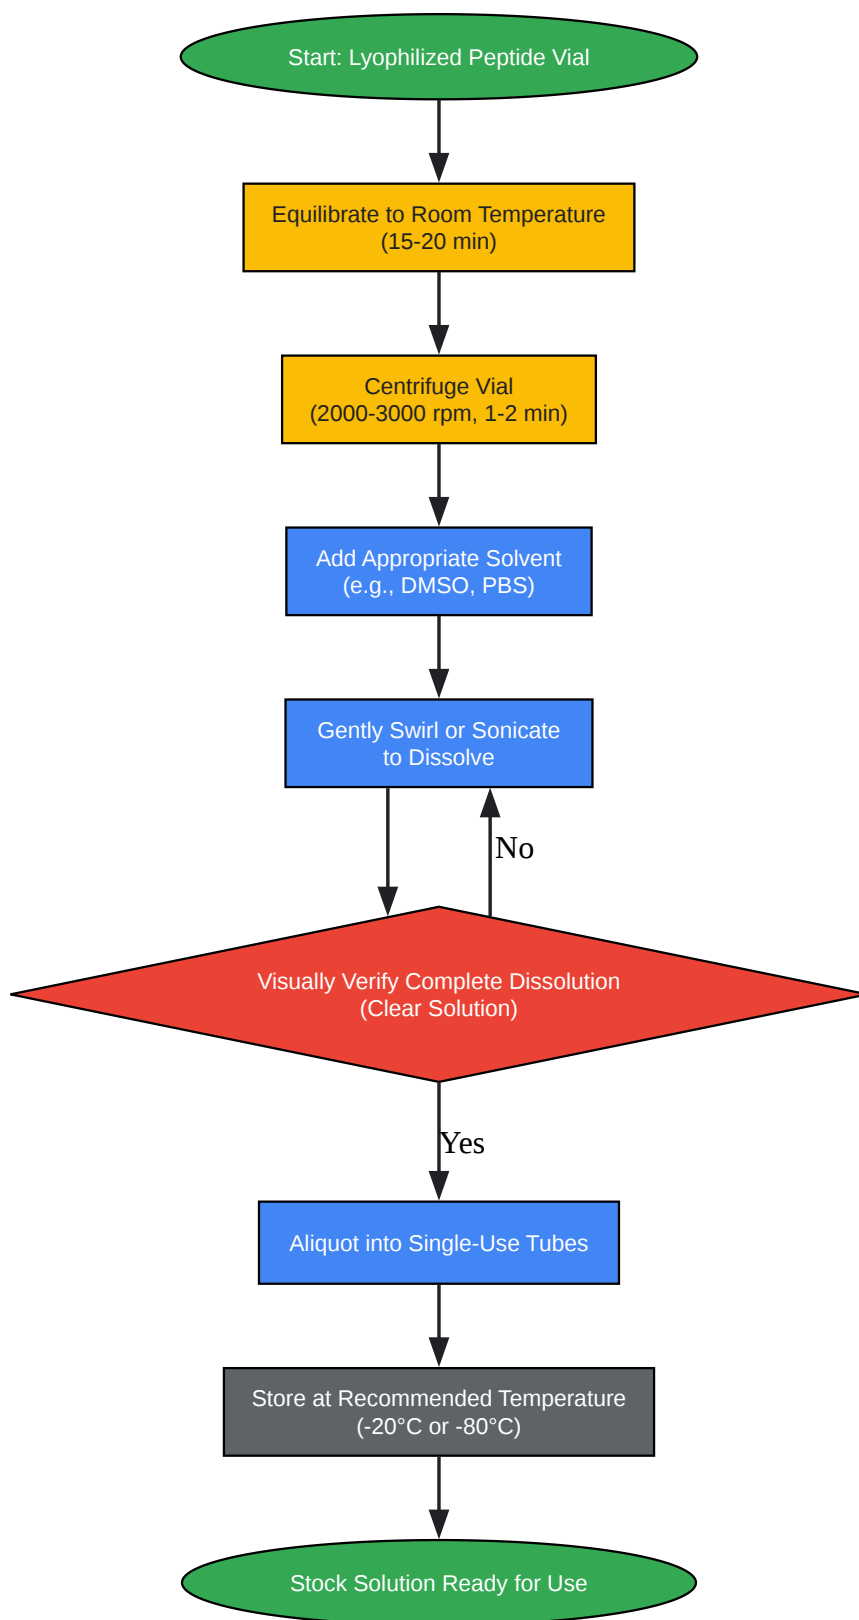 Start: Lyophilized Peptide Vial
Equilibrate to Room Temperature
(15-20 min)
Centrifuge Vial
(2000-3000 rpm, 1-2 min)
Add Appropriate Solvent
(e.g., DMSO, PBS)
Gently Swirl or Sonicate
to Dissolve
No
Visually Verify Complete Dissolution
(Clear Solution)
Yes
Aliquot into Single-Use Tubes
Store at Recommended Temperature
(-20°C or -80°C)
Stock Solution Ready for Use